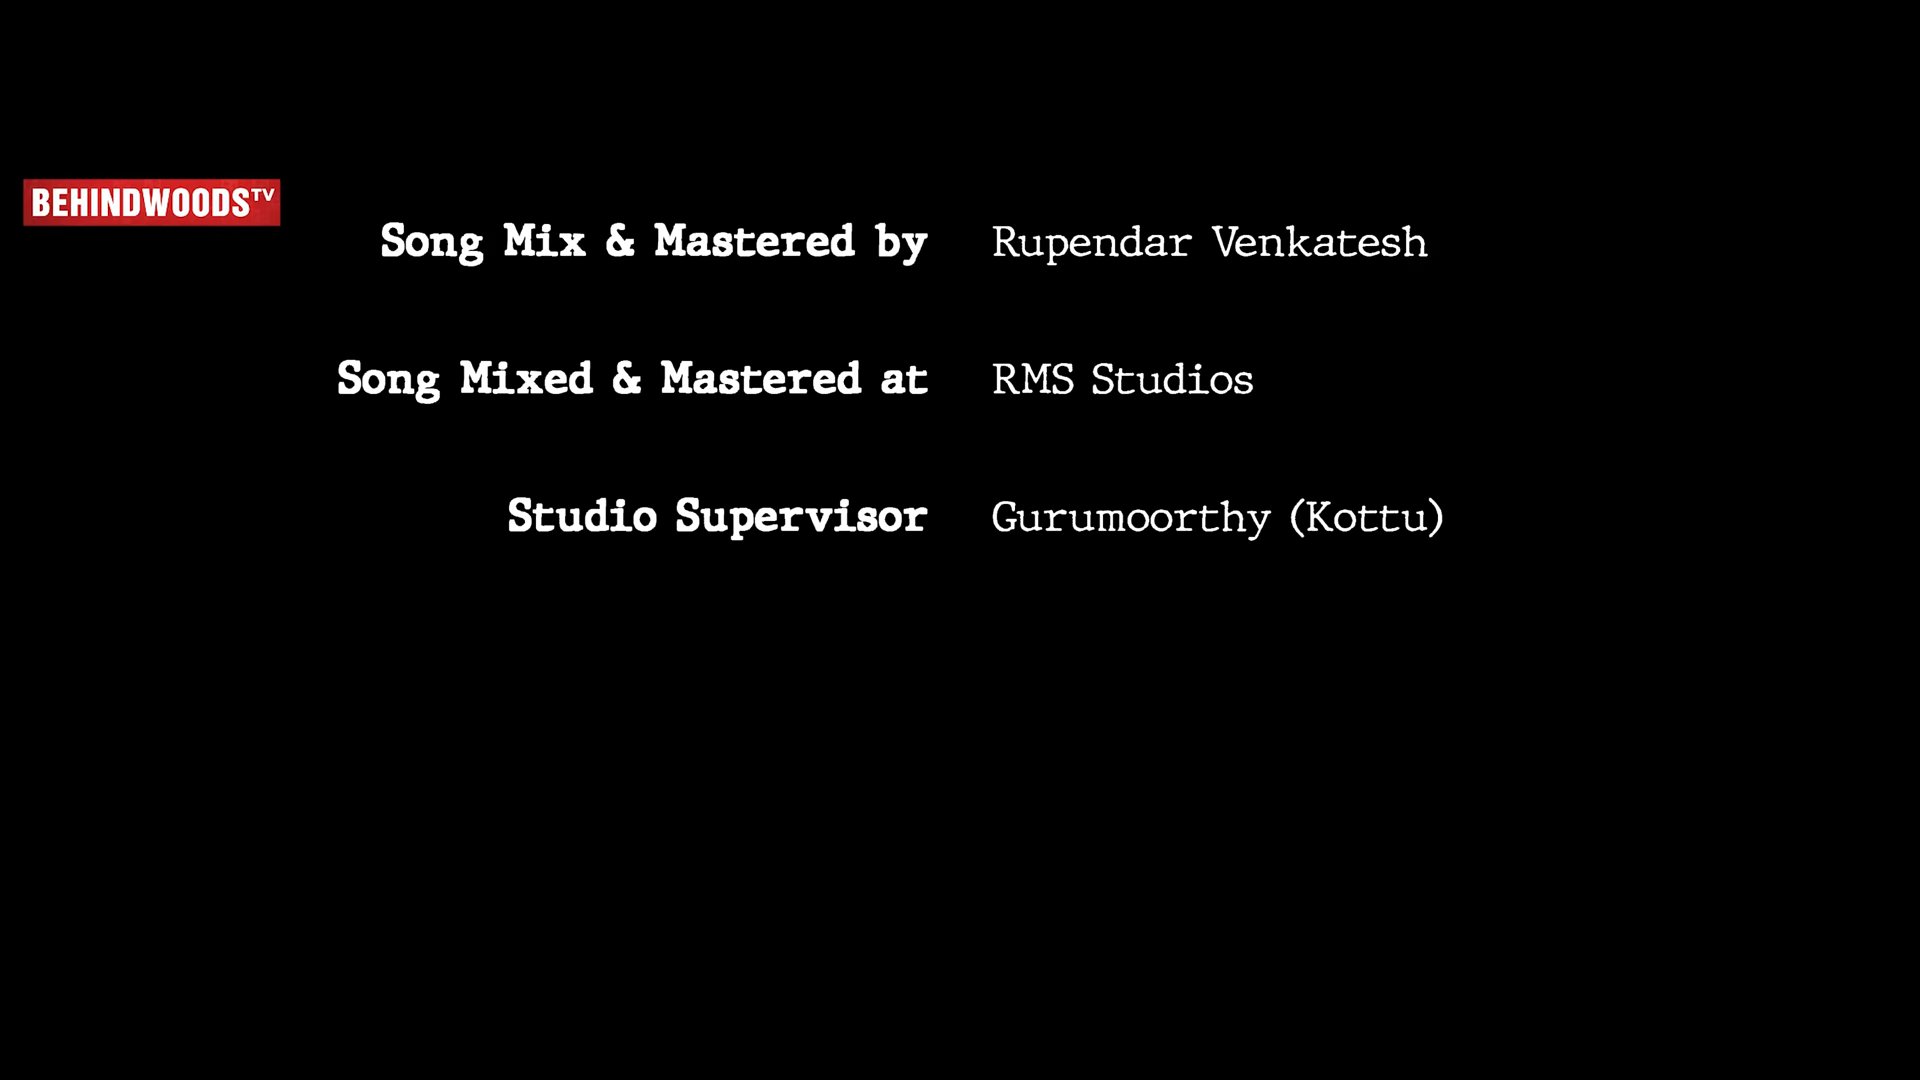 BEHINDWOODS TV
Song Mix & Mastered by Rupendar Venkatesh
Song Mixed & Mastered at RMS Studios
Studio Supervisor Gurumoorthy (Kottu)